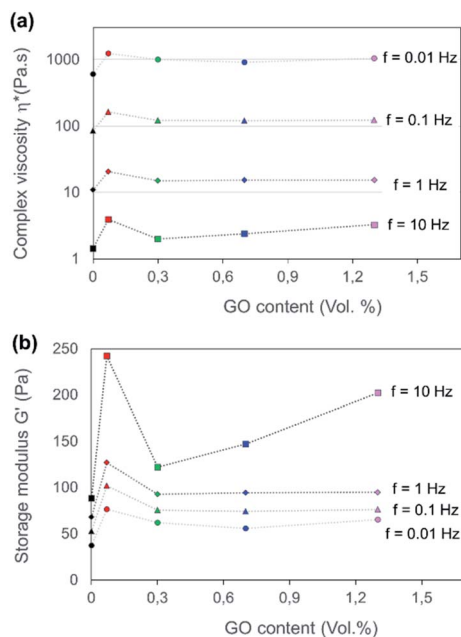 (a)
Complex viscosity η*(Pa.s)
1000
100
10
1
f = 0.01 Hz
f = 0.1 Hz
f = 1 Hz
f = 10 Hz
0 0,3 0,6 0,9 1,2 1,5
GO content (Vol. %)
(b)
Storage modulus G' (Pa)
250
200
150
100
50
0
f = 10 Hz
f = 1 Hz
f = 0.1 Hz
f = 0.01 Hz
0 0,3 0,6 0,9 1,2 1,5
GO content (Vol.%)